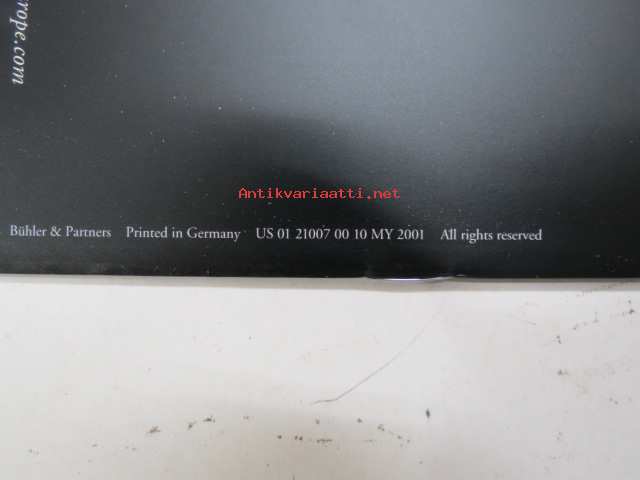 rope.com
Antikvariaatti.net
Bühler & Partners Printed in Germany US 01 21007 00 10 MY 2001 All rights reserved